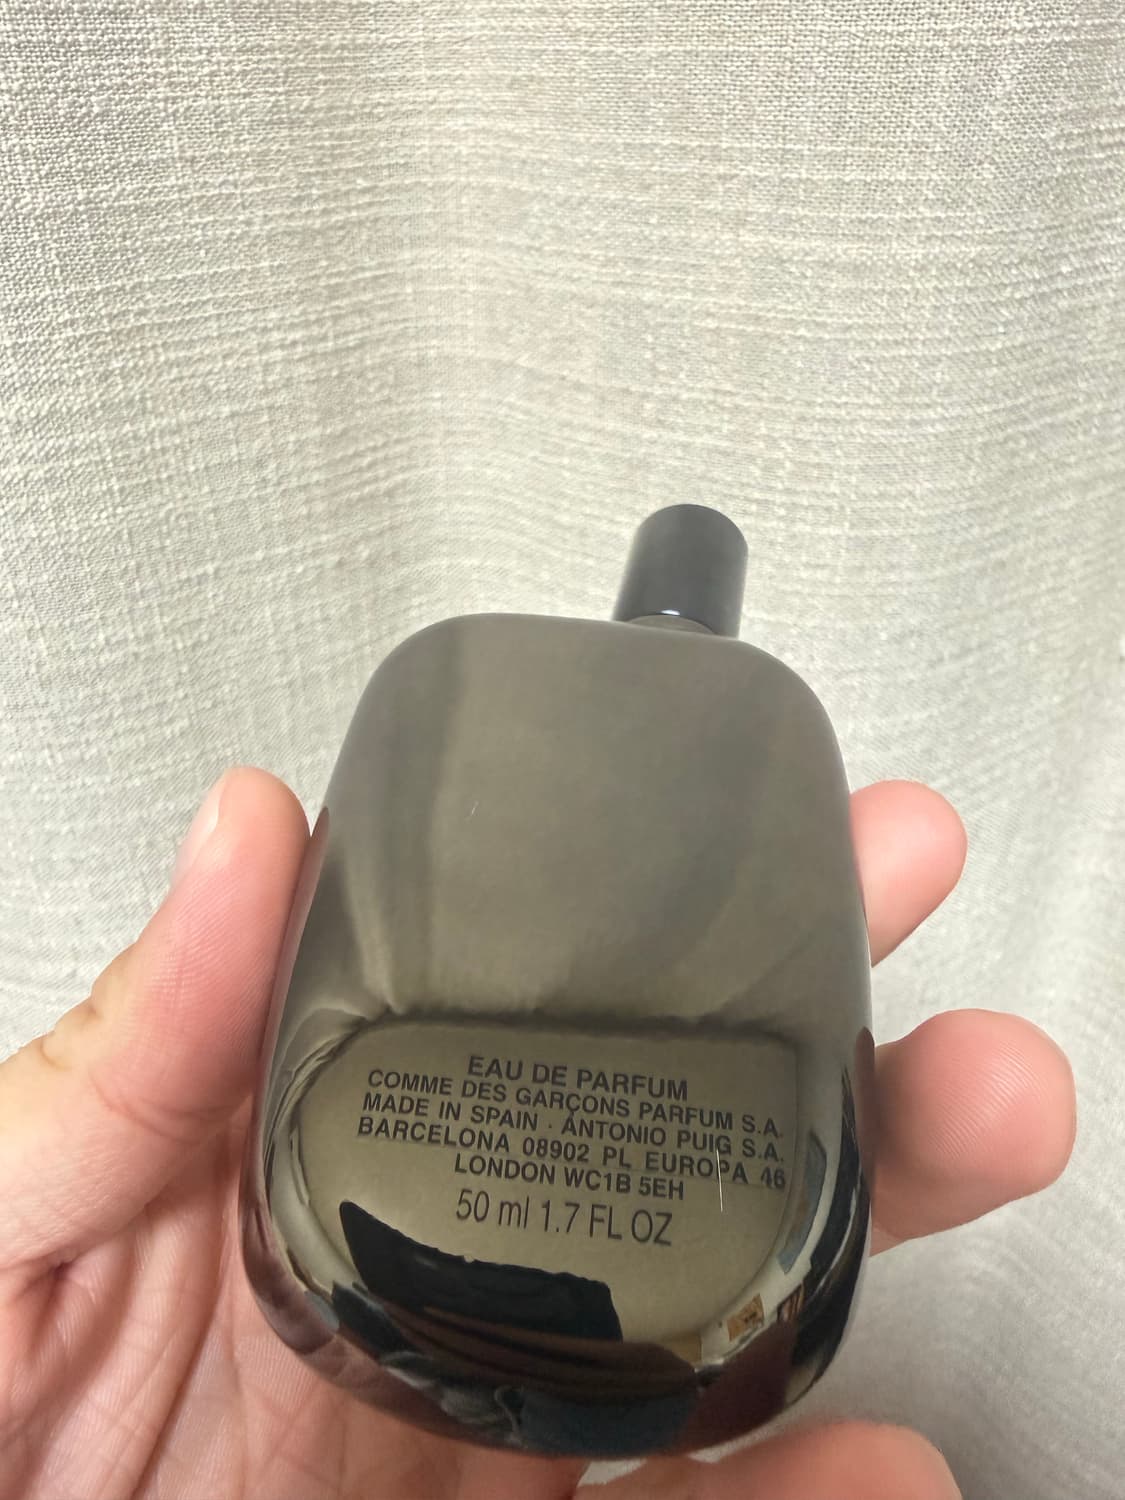 EAU DE PARFUM
COMME DES GARÇONS PARFUM S.A.
MADE IN SPAIN · ANTONIO PUIG S.A.
BARCELONA 08902 PL EUROPA 46
LONDON WC1B 5EH
50 ml 1.7 FL OZ